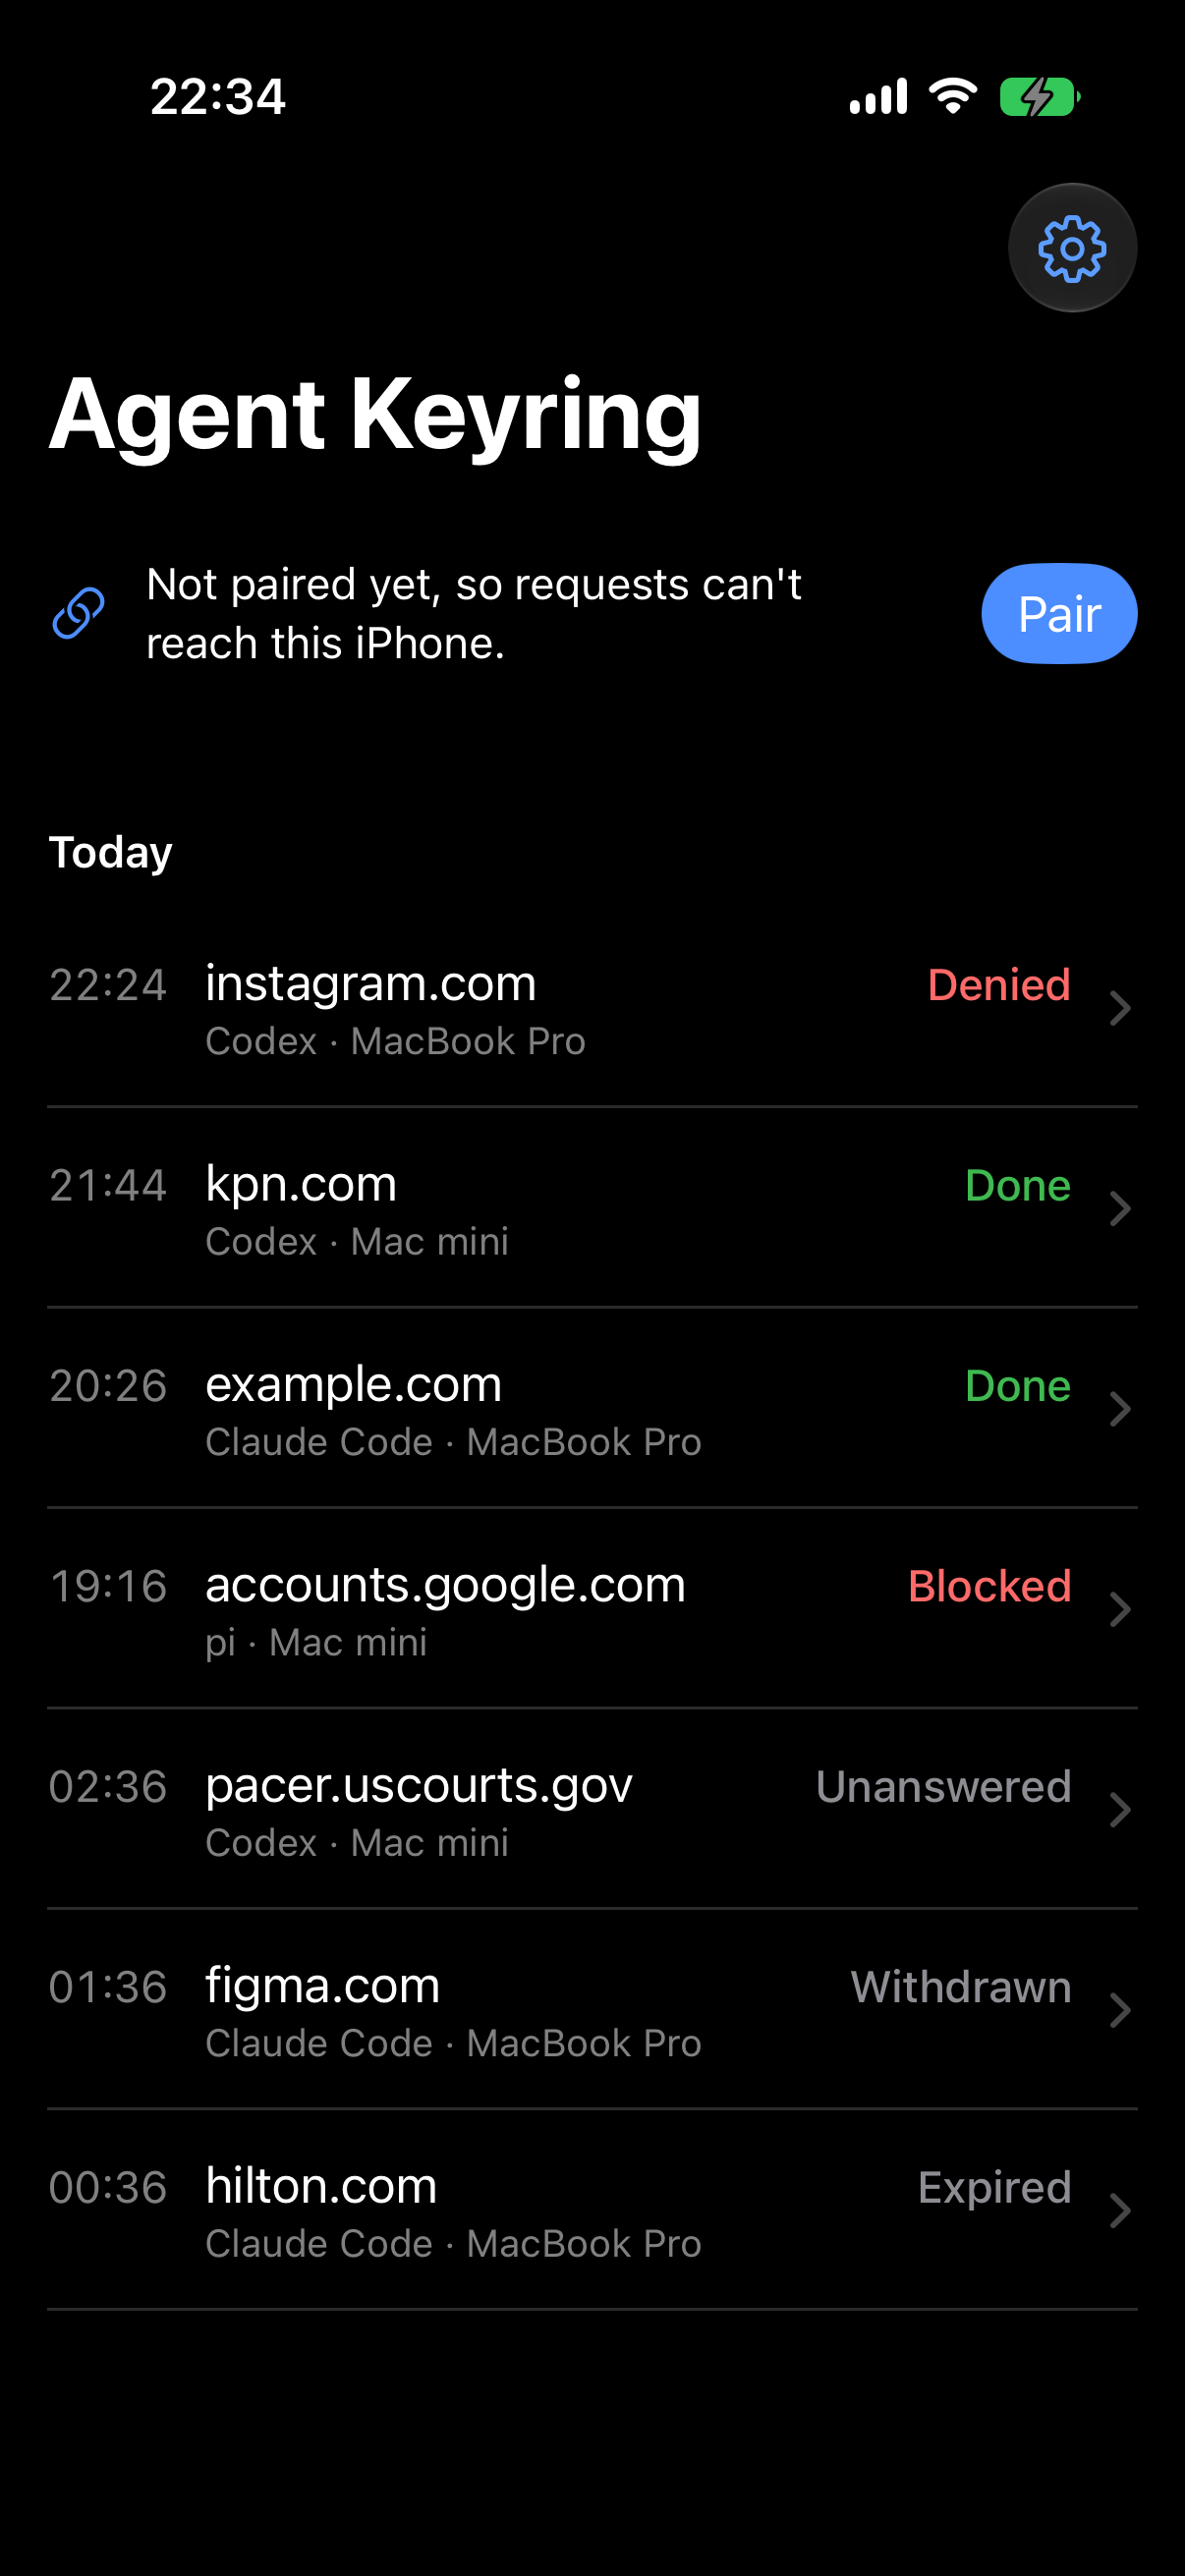 22:34
Agent Keyring
Not paired yet, so requests can't
reach this iPhone.
Pair
Today
22:24 instagram.com Denied
Codex · MacBook Pro
21:44 kpn.com Done
Codex · Mac mini
20:26 example.com Done
Claude Code · MacBook Pro
19:16 accounts.google.com Blocked
pi · Mac mini
02:36 pacer.uscourts.gov Unanswered
Codex · Mac mini
01:36 figma.com Withdrawn
Claude Code · MacBook Pro
00:36 hilton.com Expired
Claude Code · MacBook Pro